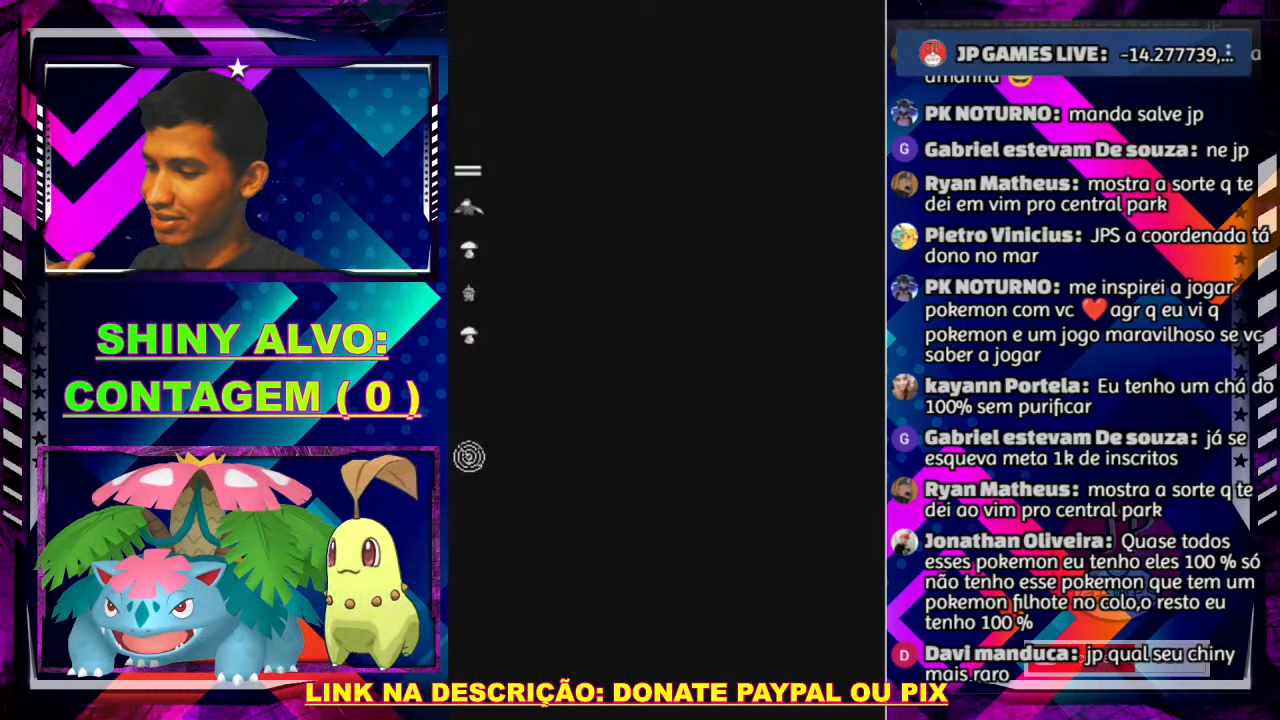 SHINY ALVO:
CONTAGEM ( 0 )
JP GAMES LIVE: -14.277739,...
a
amanhã
PK NOTURNO: manda salve jp
G Gabriel estevam De souza: ne jp
Ryan Matheus: mostra a sorte q te
dei em vim pro central park
Pietro Vinicius: JPS a coordenada tá
dono no mar
PK NOTURNO: me inspirei a jogar
pokemon com vc ❤️ agr q eu vi q
pokemon e um jogo maravilhoso se vc
saber a jogar
kayann Portela: Eu tenho um chá do
100% sem purificar
G Gabriel estevam De souza: já se
esqueva meta 1k de inscritos
Ryan Matheus: mostra a sorte q te
dei ao vim pro central park
Jonathan Oliveira: Quase todos
esses pokemon eu tenho eles 100 % só
não tenho esse pokemon que tem um
pokemon filhote no colo,o resto eu
tenho 100 %
D Davi manduca: jp qual seu chiny
mais raro
LINK NA DESCRIÇÃO: DONATE PAYPAL OU PIX